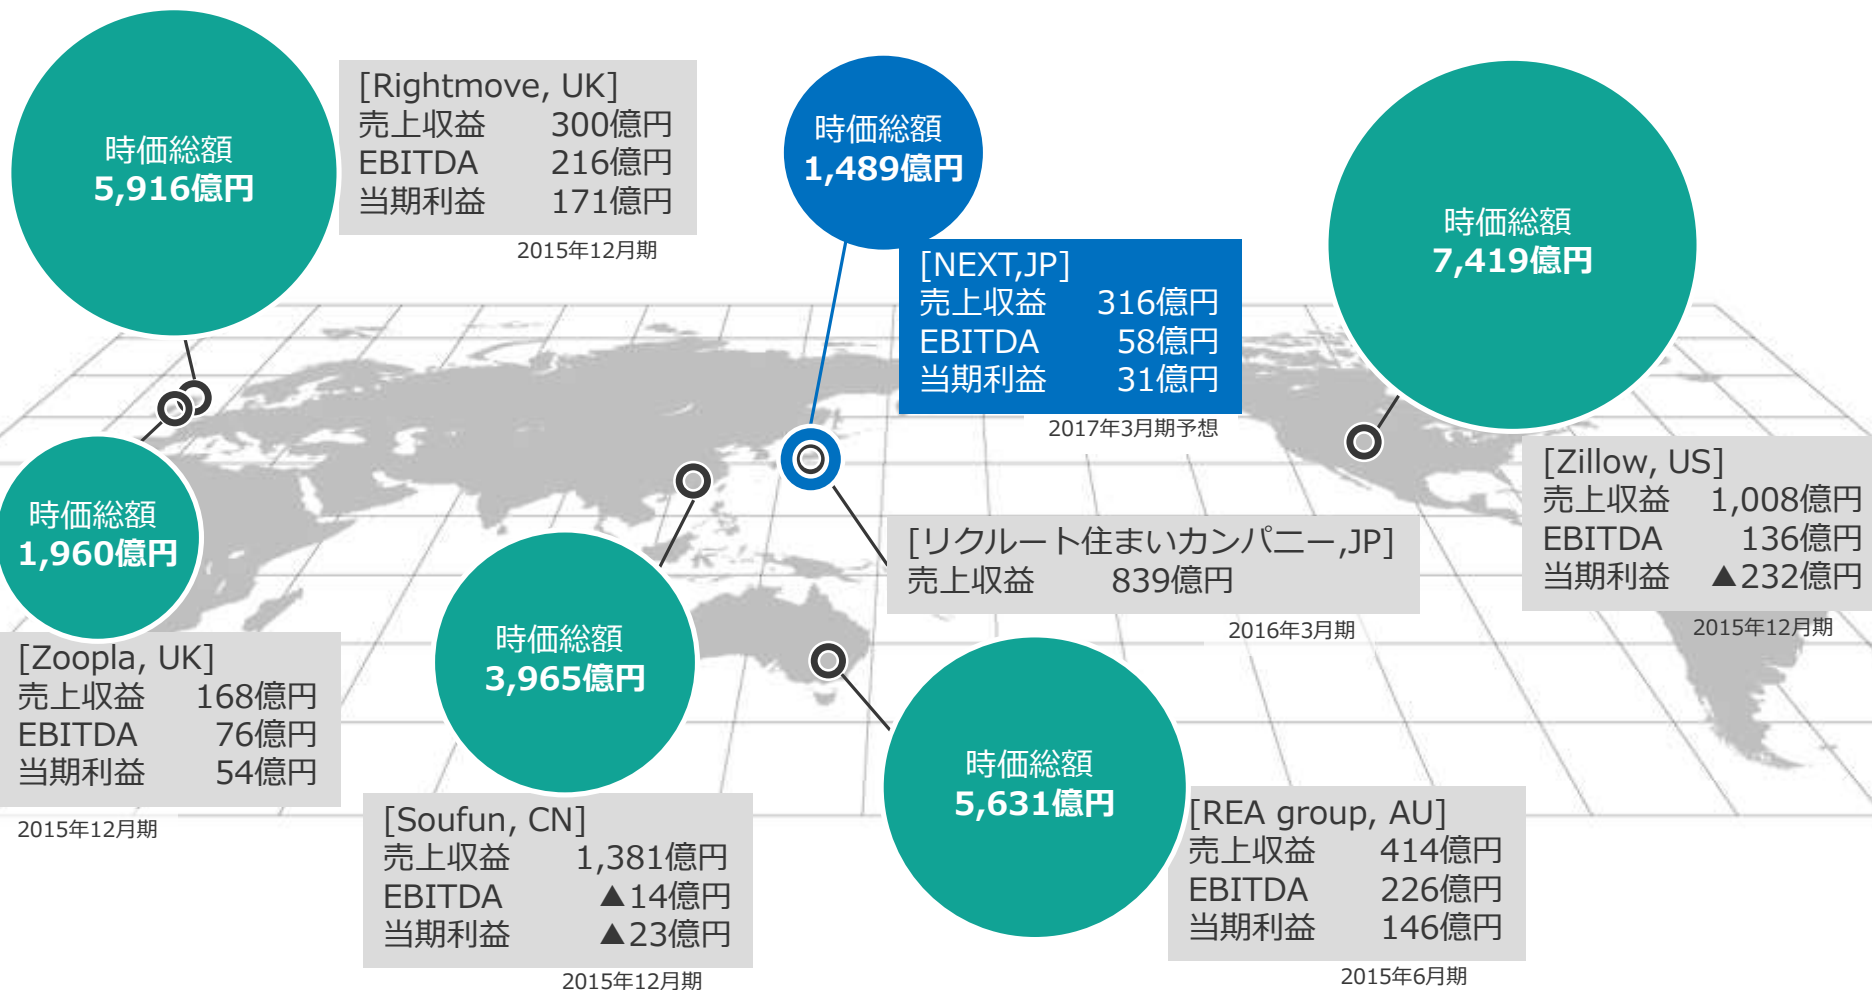 時価総額
5,916億円
[Rightmove, UK]
売上収益 300億円
EBITDA 216億円
当期利益 171億円
2015年12月期
時価総額
1,489億円
[NEXT,JP]
売上収益 316億円
EBITDA 58億円
当期利益 31億円
2017年3月期予想
時価総額
7,419億円
[Zillow, US]
売上収益 1,008億円
EBITDA 136億円
当期利益 ▲232億円
2015年12月期
時価総額
1,960億円
[Zoopla, UK]
売上収益 168億円
EBITDA 76億円
当期利益 54億円
2015年12月期
時価総額
3,965億円
[Soufun, CN]
売上収益 1,381億円
EBITDA ▲14億円
当期利益 ▲23億円
2015年12月期
[リクルート住まいカンパニー,JP]
売上収益 839億円
2016年3月期
時価総額
5,631億円
[REA group, AU]
売上収益 414億円
EBITDA 226億円
当期利益 146億円
2015年6月期